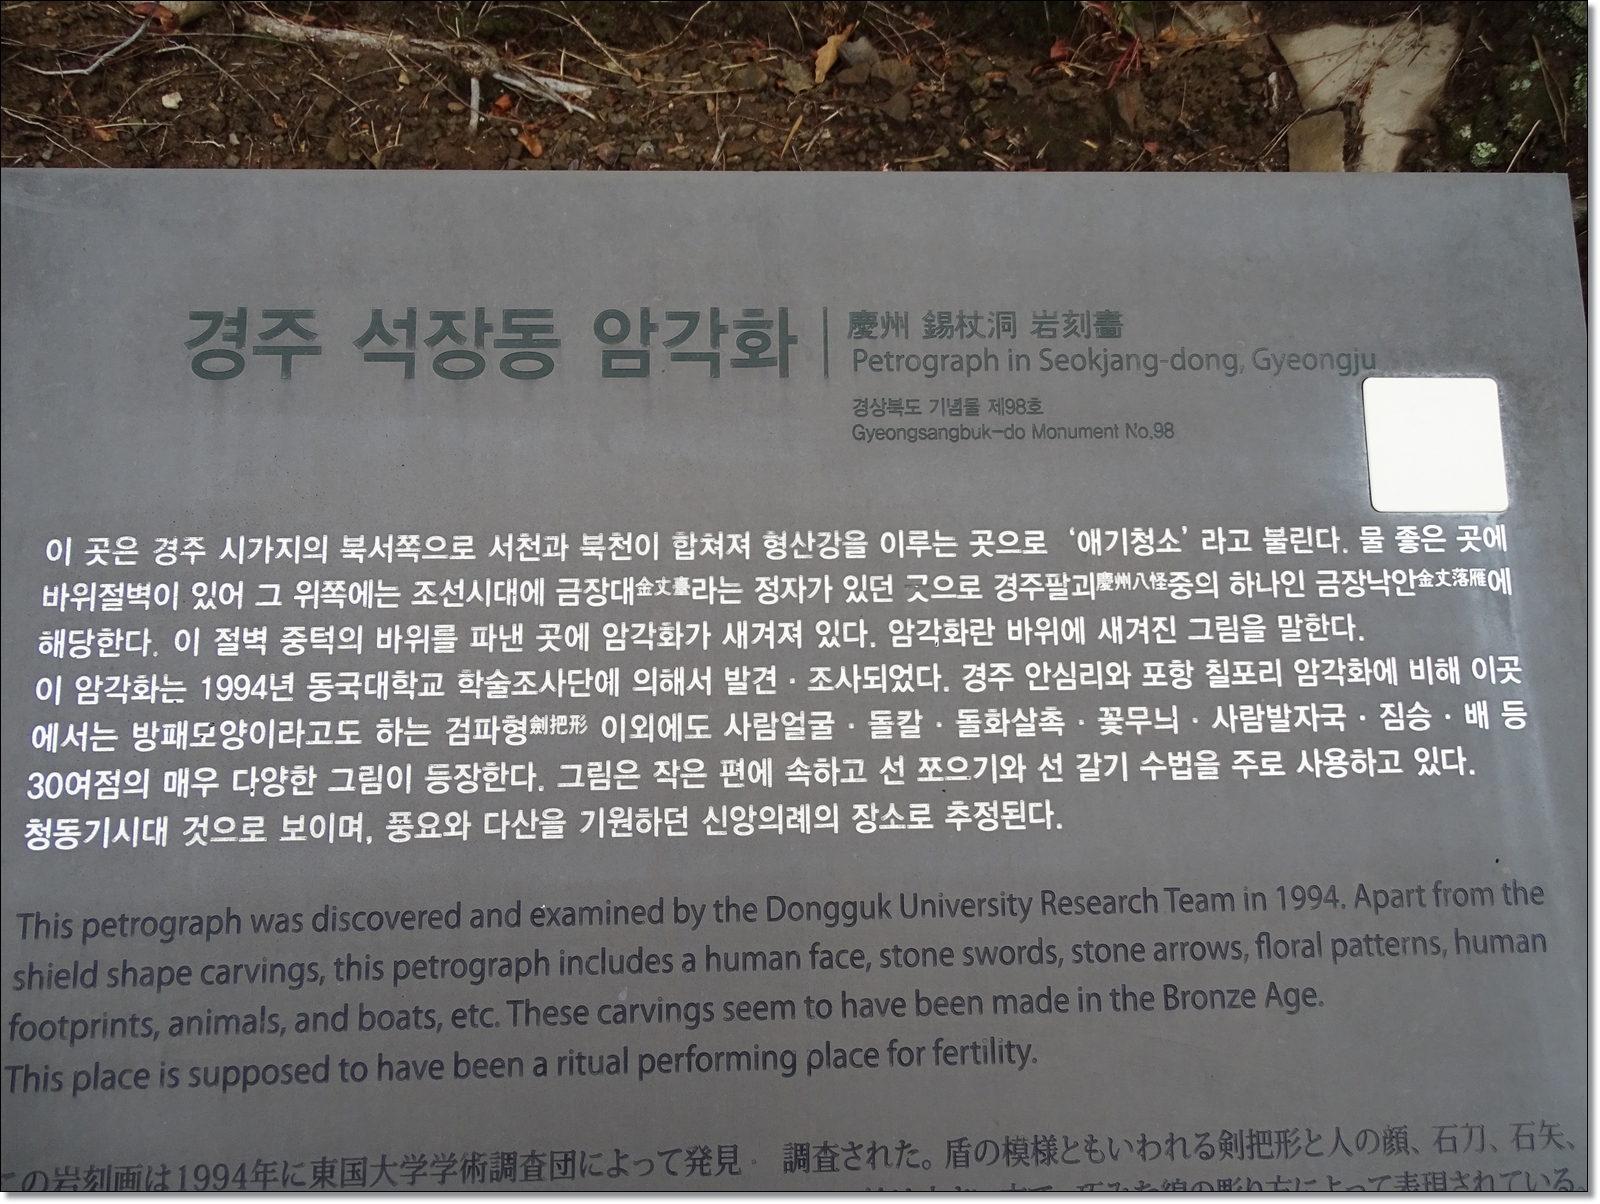 경주 석장동 암각화
慶州 錫杖洞 岩刻畵
Petrograph in Seokjang-dong, Gyeongju
경상북도 기념물 제98호
Gyeongsangbuk-do Monument No.98
이 곳은 경주 시가지의 북서쪽으로 서천과 북천이 합쳐져 형산강을 이루는 곳으로 ‘애기청소’ 라고 불린다. 물 좋은 곳에
바위절벽이 있어 그 위쪽에는 조선시대에 금장대金丈臺라는 정자가 있던 곳으로 경주팔괴慶州八怪중의 하나인 금장낙안金丈落雁에
해당한다. 이 절벽 중턱의 바위를 파낸 곳에 암각화가 새겨져 있다. 암각화란 바위에 새겨진 그림을 말한다.
이 암각화는 1994년 동국대학교 학술조사단에 의해서 발견 · 조사되었다. 경주 안심리와 포항 칠포리 암각화에 비해 이곳
에서는 방패모양이라고도 하는 검파형劍把形 이외에도 사람얼굴 · 돌칼 · 돌화살촉 · 꽃무늬 · 사람발자국 · 짐승 · 배 등
30여점의 매우 다양한 그림이 등장한다. 그림은 작은 편에 속하고 선 쪼으기와 선 갈기 수법을 주로 사용하고 있다.
청동기시대 것으로 보이며, 풍요와 다산을 기원하던 신앙의례의 장소로 추정된다.
This petrograph was discovered and examined by the Dongguk University Research Team in 1994. Apart from the
shield shape carvings, this petrograph includes a human face, stone swords, stone arrows, floral patterns, human
footprints, animals, and boats, etc. These carvings seem to have been made in the Bronze Age.
This place is supposed to have been a ritual performing place for fertility.
この岩刻画は1994年に東国大学学術調査団によって発見 · 調査された。盾の模様ともいわれる剣把形と人の顔、石刀、石矢、
線の彫り方によって表現されている。